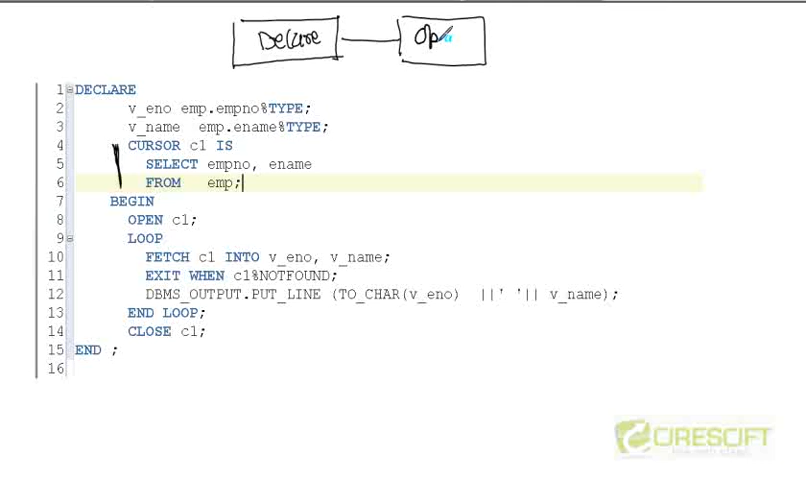 Declare Op
1 DECLARE
2 v_eno emp.empno%TYPE;
3 v_name emp.ename%TYPE;
4 CURSOR c1 IS
5 SELECT empno, ename
6 FROM emp;
7 BEGIN
8 OPEN c1;
9 LOOP
10 FETCH c1 INTO v_eno, v_name;
11 EXIT WHEN c1%NOTFOUND;
12 DBMS_OUTPUT.PUT_LINE (TO_CHAR(v_eno) ||' '|| v_name);
13 END LOOP;
14 CLOSE c1;
15 END ;
16
CIRESOFT